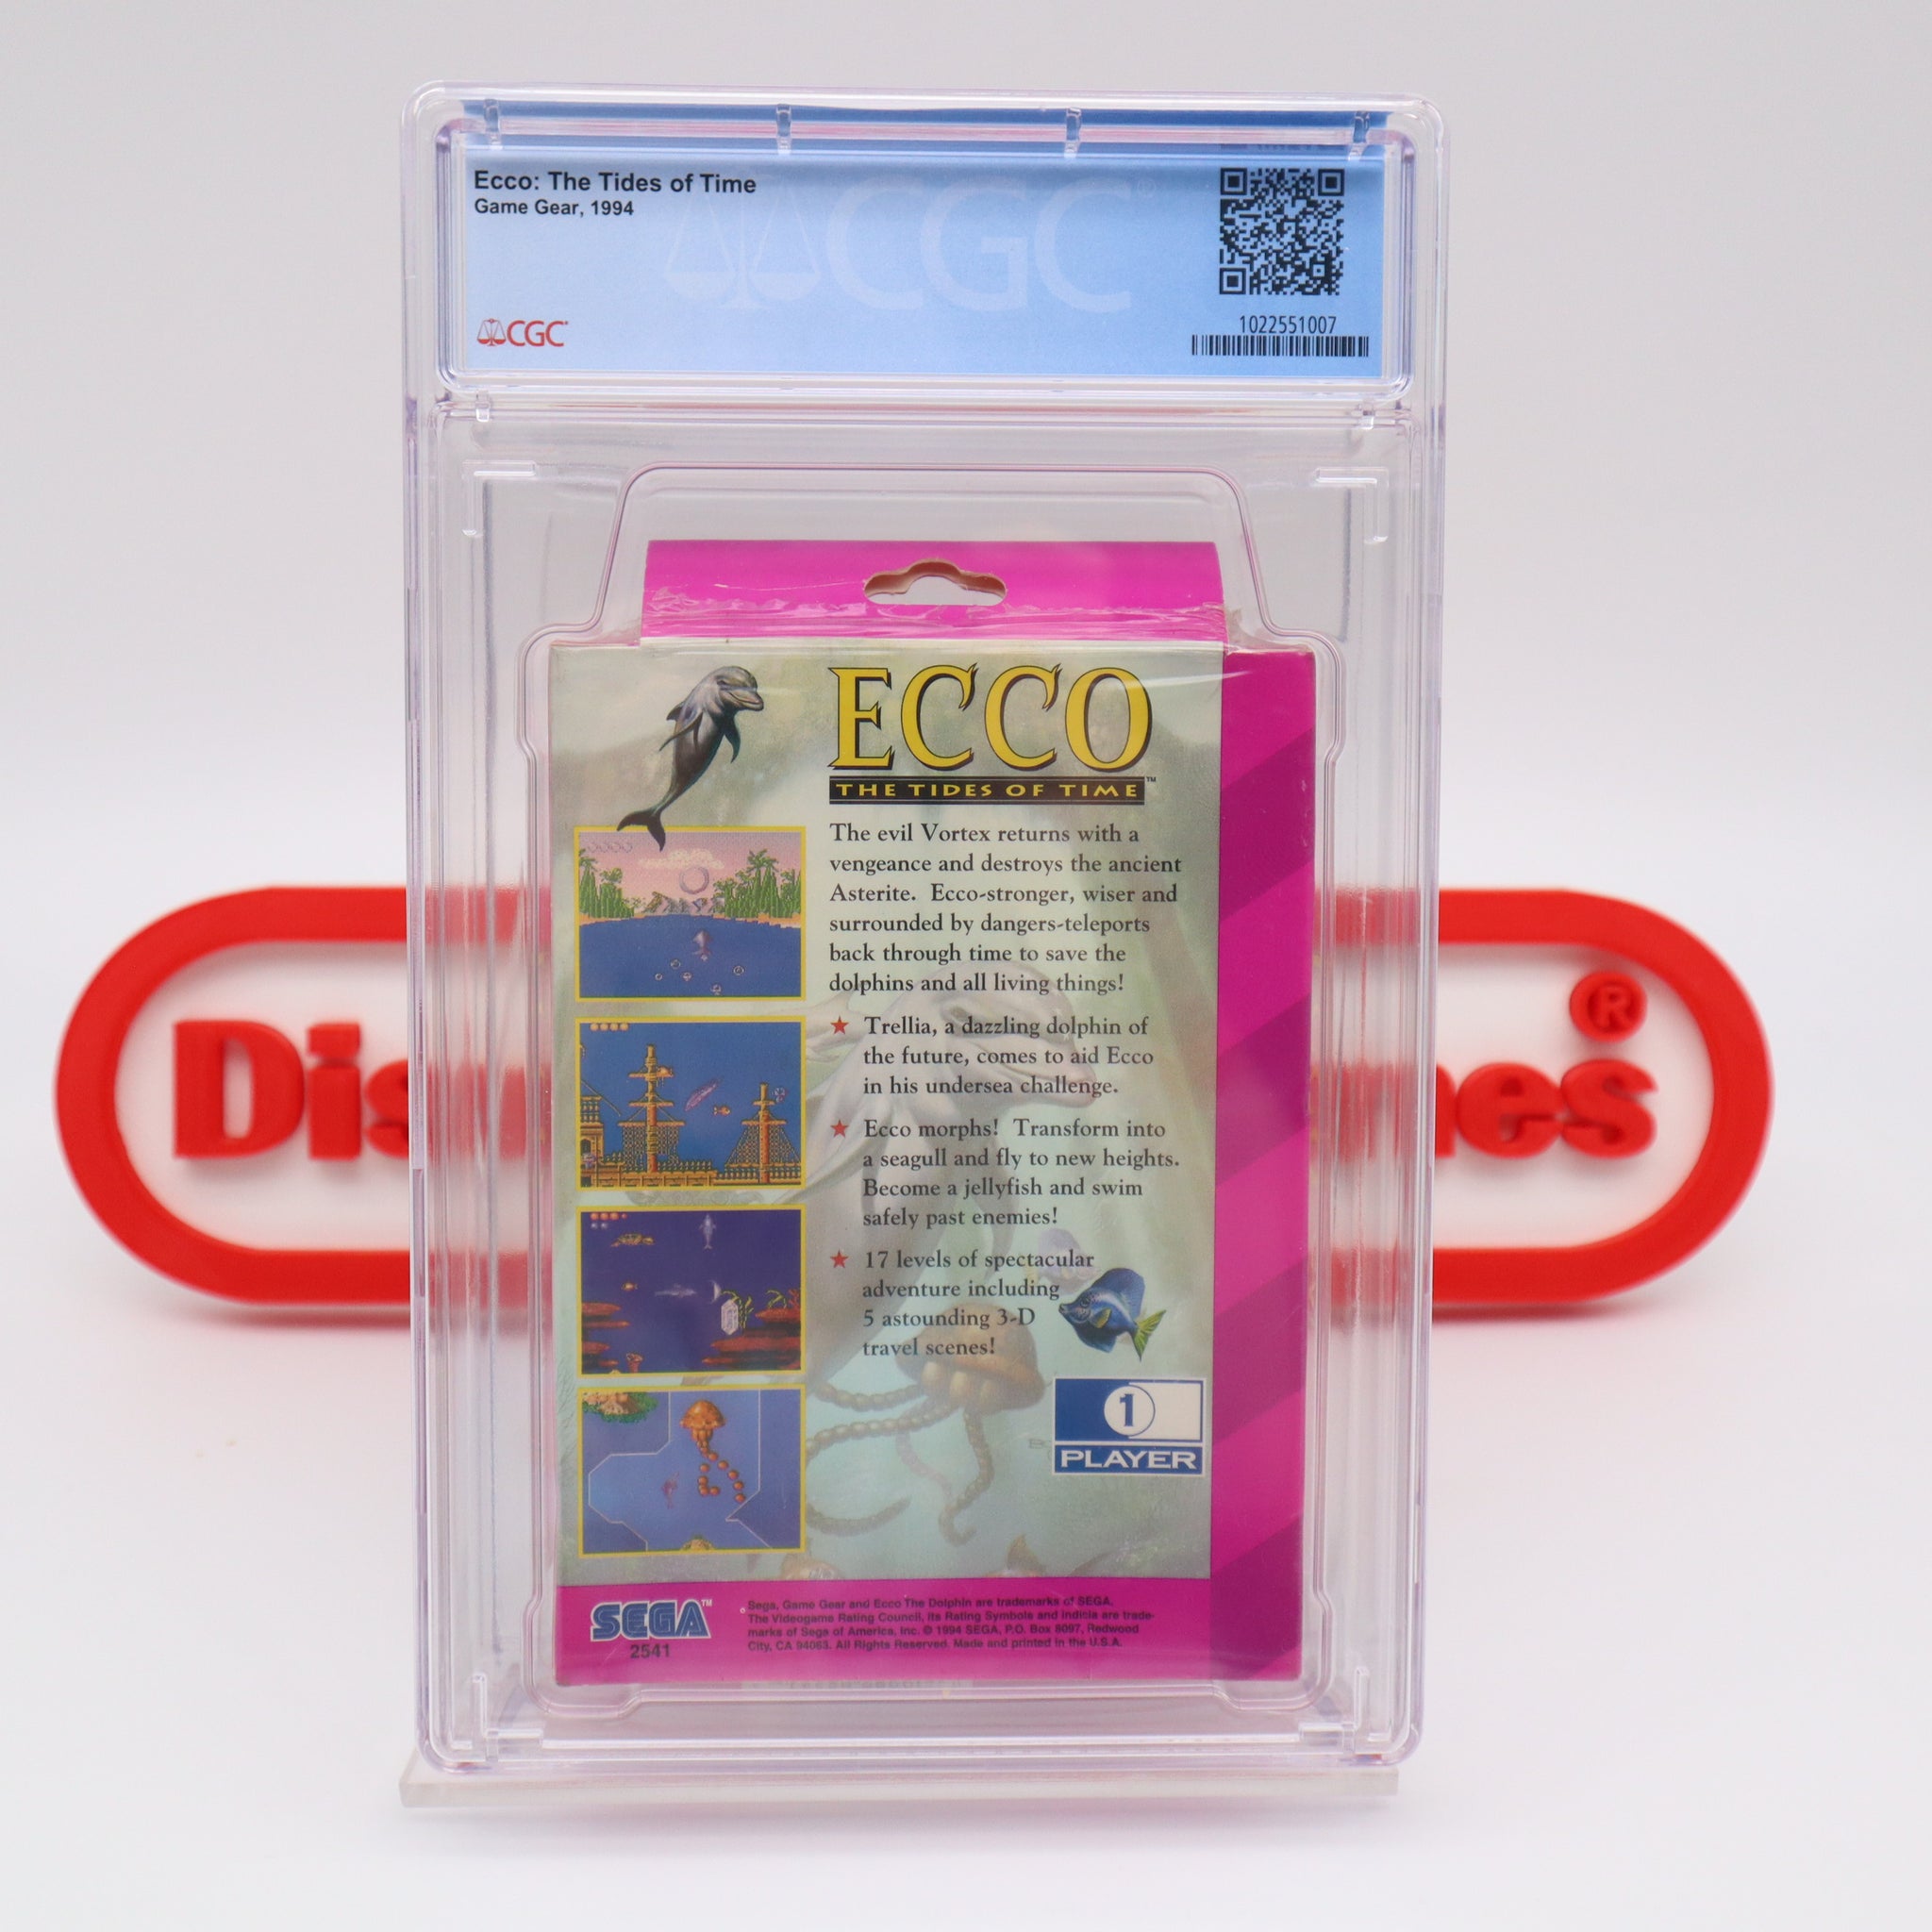 Ecco: The Tides of Time
Game Gear, 1994
CGC®
CGC®
1022551007
ECCO
THE TIDES OF TIME™
The evil Vortex returns with a
vengeance and destroys the ancient
Asterite. Ecco-stronger, wiser and
surrounded by dangers-teleports
back through time to save the
dolphins and all living things!
★ Trellia, a dazzling dolphin of
the future, comes to aid Ecco
in his undersea challenge.
★ Ecco morphs! Transform into
a seagull and fly to new heights.
Become a jellyfish and swim
safely past enemies!
★ 17 levels of spectacular
adventure including
5 astounding 3-D
travel scenes!
1
PLAYER
SEGA™
2541
Sega, Game Gear and Ecco The Dolphin are trademarks of SEGA.
The Videogame Rating Council, Its Rating Symbols and indicia are trade-
marks of Sega of America, Inc. © 1994 SEGA, P.O. Box 8097, Redwood
City, CA 94063. All Rights Reserved. Made and printed in the U.S.A.
Dis
mes®